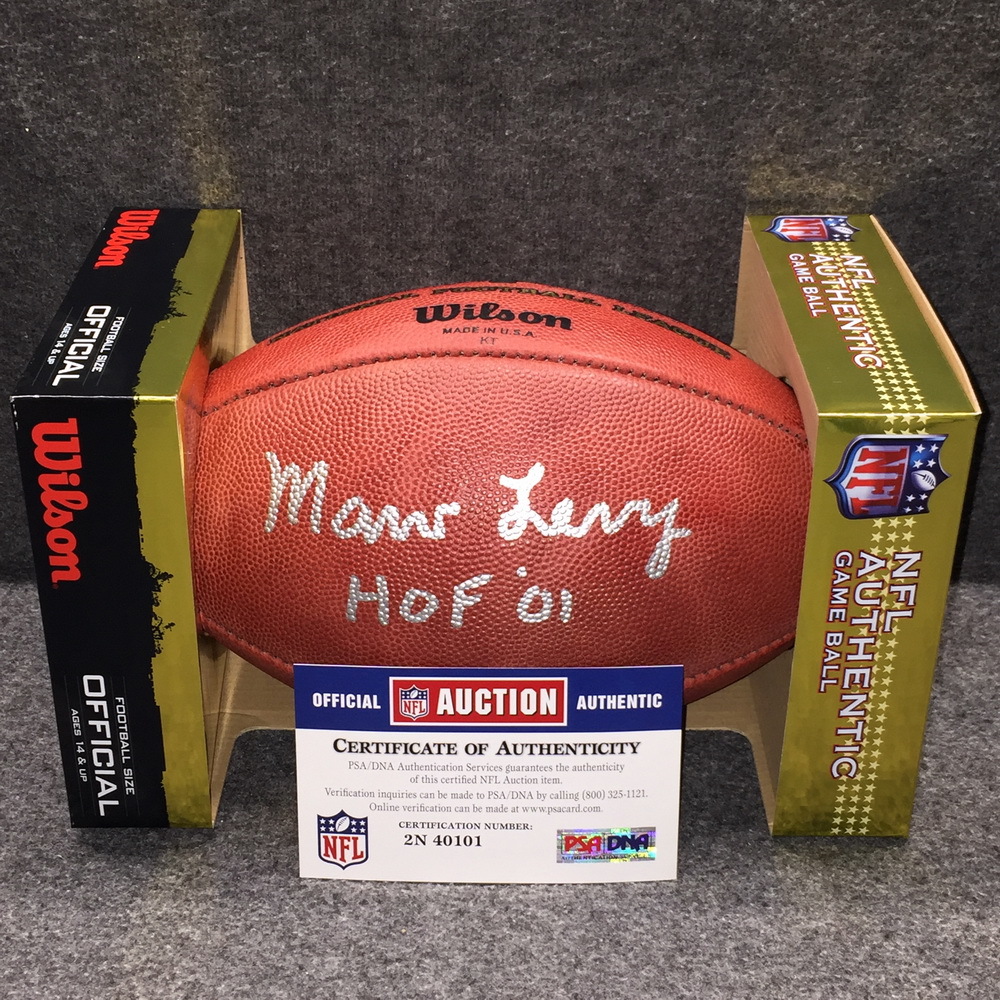 Wilson
FOOTBALL SIZE
OFFICIAL
AGES 14 & UP
Wilson
FOOTBALL SIZE
OFFICIAL
AGES 14 & UP
FOOTBALL LEAGUE
Wilson
MADE IN U.S.A.
KT
Marv Levy
HOF '01
NFL
NFL
AUTHENTIC
GAME BALL
NFL
NFL
AUTHENTIC
GAME BALL
OFFICIAL NFL AUCTION AUTHENTIC
CERTIFICATE OF AUTHENTICITY
PSA/DNA Authentication Services guarantees the authenticity
of this certified NFL Auction item.
Verification inquiries can be made to PSA/DNA by calling (800) 325-1121.
Online verification can be made at www.psacard.com.
NFL
CERTIFICATION NUMBER:
2N 40101
PSA DNA